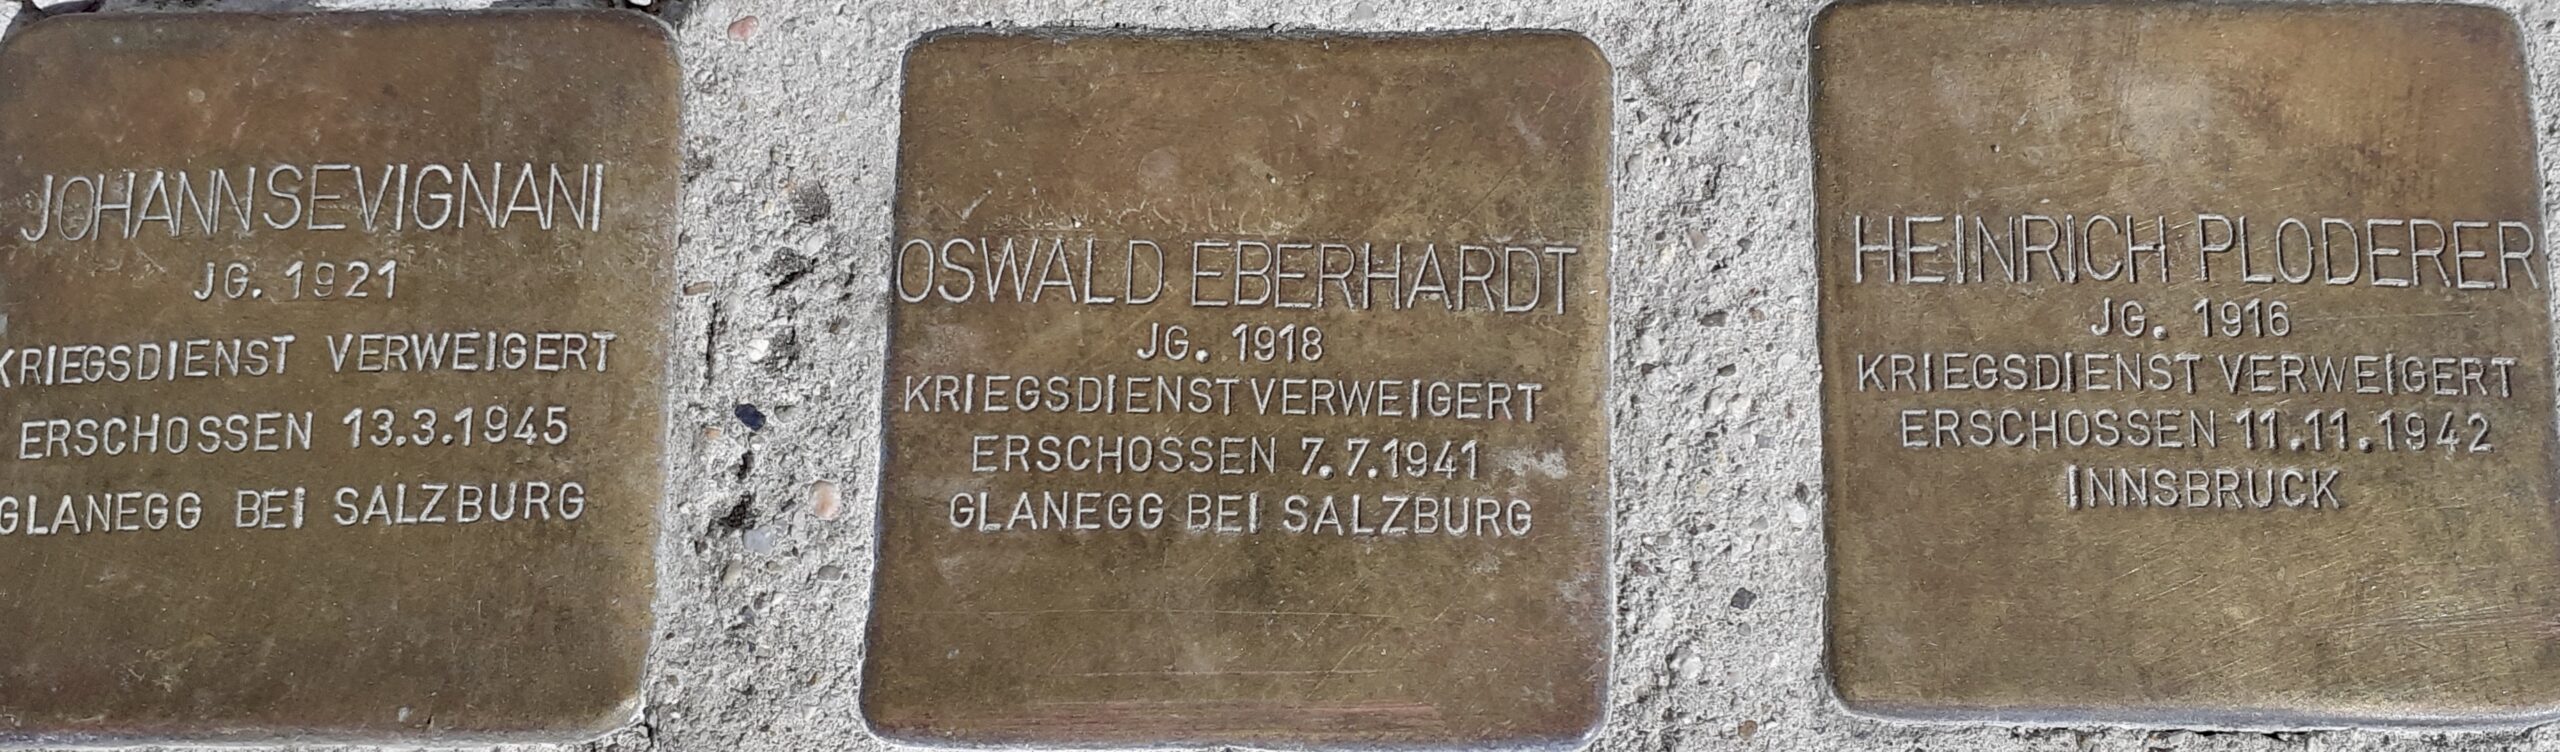 JOHANN SEVIGNANI
JG. 1921
KRIEGSDIENST VERWEIGERT
ERSCHOSSEN 13.3.1945
GLANEGG BEI SALZBURG
OSWALD EBERHARDT
JG. 1918
KRIEGSDIENST VERWEIGERT
ERSCHOSSEN 7.7.1941
GLANEGG BEI SALZBURG
HEINRICH PLODERER
JG. 1916
KRIEGSDIENST VERWEIGERT
ERSCHOSSEN 11.11.1942
INNSBRUCK